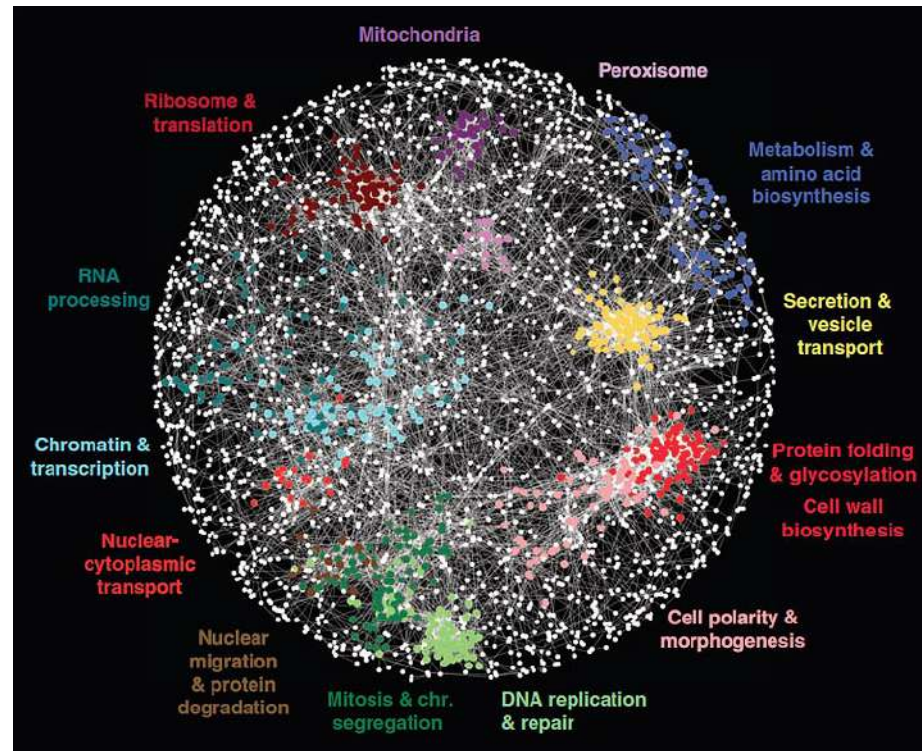 Mitochondria
Peroxisome
Ribosome &
translation
Metabolism &
amino acid
biosynthesis
RNA
processing
Secretion &
vesicle
transport
Chromatin &
transcription
Protein folding
& glycosylation
Cell wall
biosynthesis
Nuclear-
cytoplasmic
transport
Cell polarity &
morphogenesis
Nuclear
migration
& protein
degradation
Mitosis & chr.
segregation
DNA replication
& repair